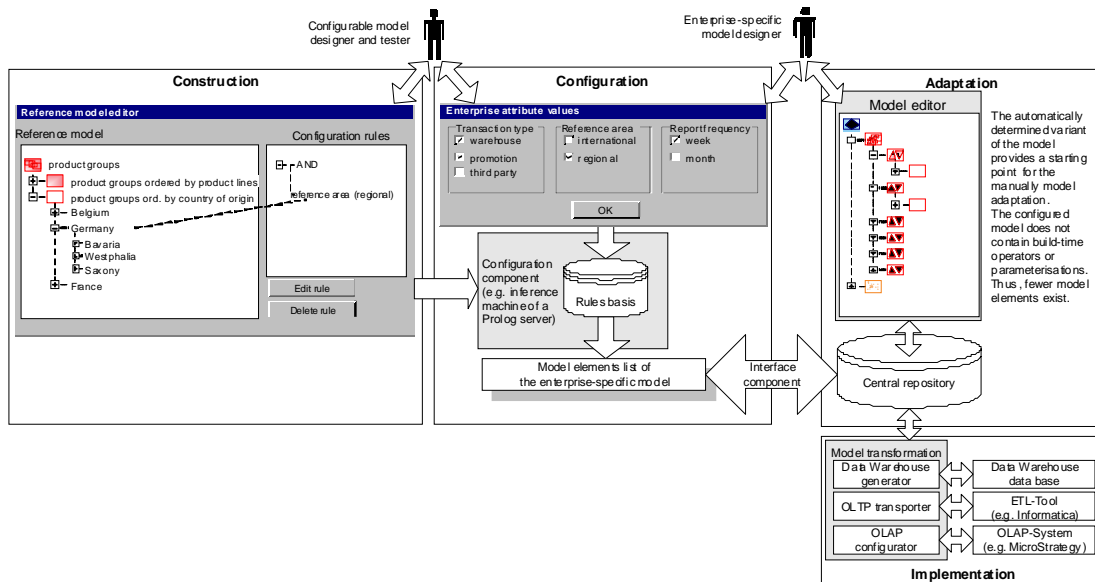 Configurable model
designer and tester
Enterprise-specific
model designer
Construction
Reference model editor
Reference model
Configuration rules
product groups
product groups ordered by product lines
product groups ord. by country of origin
Belgium
Germany
Bavaria
Westphalia
Saxony
France
AND
reference area (regional)
Edit rule
Delete rule
Configuration
Enterprise attribute values
Transaction type
warehouse
promotion
third party
Reference area
international
regional
Report frequency
week
month
OK
Configuration
component
(e.g. inference
machine of a
Prolog server)
Rules basis
Model elements list of
the enterprise-specific model
Interface
component
Adaptation
Model editor
The automatically
determined variant
of the model
provides a starting
point for the
manually model
adaptation.
The configured
model does not
contain build-time
operators or
parameterisations.
Thus, fewer model
elements exist.
Central repository
Model transformation
Data Warehouse
generator
Data Warehouse
data base
OLTP transporter
ETL-Tool
(e.g. Informatica)
OLAP
configurator
OLAP-System
(e.g. MicroStrategy)
Implementation